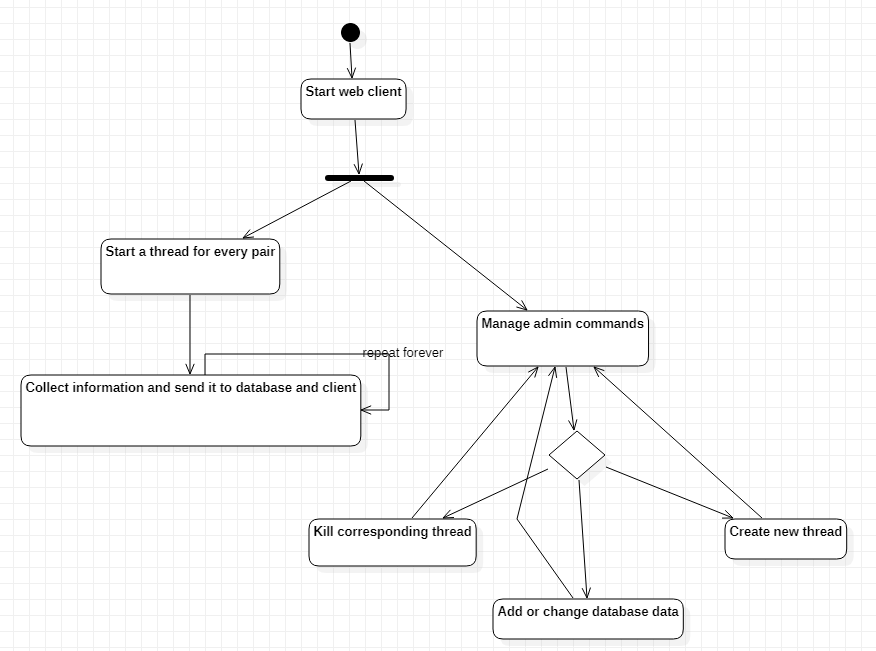 Start web client
Start a thread for every pair
Manage admin commands
repeat forever
Collect information and send it to database and client
Kill corresponding thread
Create new thread
Add or change database data